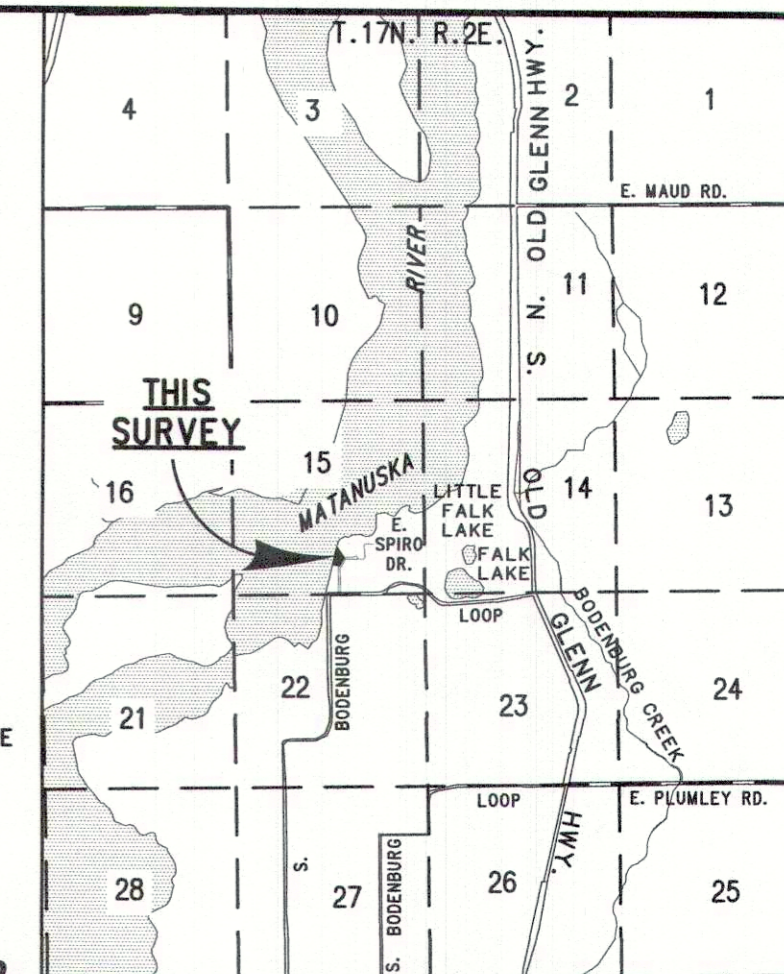 T.17N. R.2E.
4
3
2
1
S. N. OLD GLENN HWY.
E. MAUD RD.
RIVER
9
10
11
12
THIS
SURVEY
16
15
MATANUSKA
LITTLE
FALK
LAKE
E.
SPIRO
DR.
FALK
LAKE
14
13
OLD
GLENN
HWY.
LOOP
BODENBURG
BODENBURG CREEK
21
22
23
24
E
LOOP
E. PLUMLEY RD.
28
S.
27
S. BODENBURG
26
25